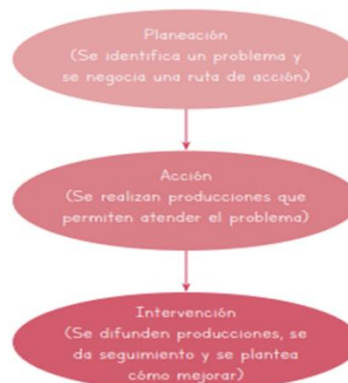 Planeación
(Se identifica un problema y
se negocia una ruta de acción)
Acción
(Se realizan producciones que
permiten atender el problema)
Intervención
(Se difunden producciones, se
da seguimiento y se plantea
cómo mejorar)